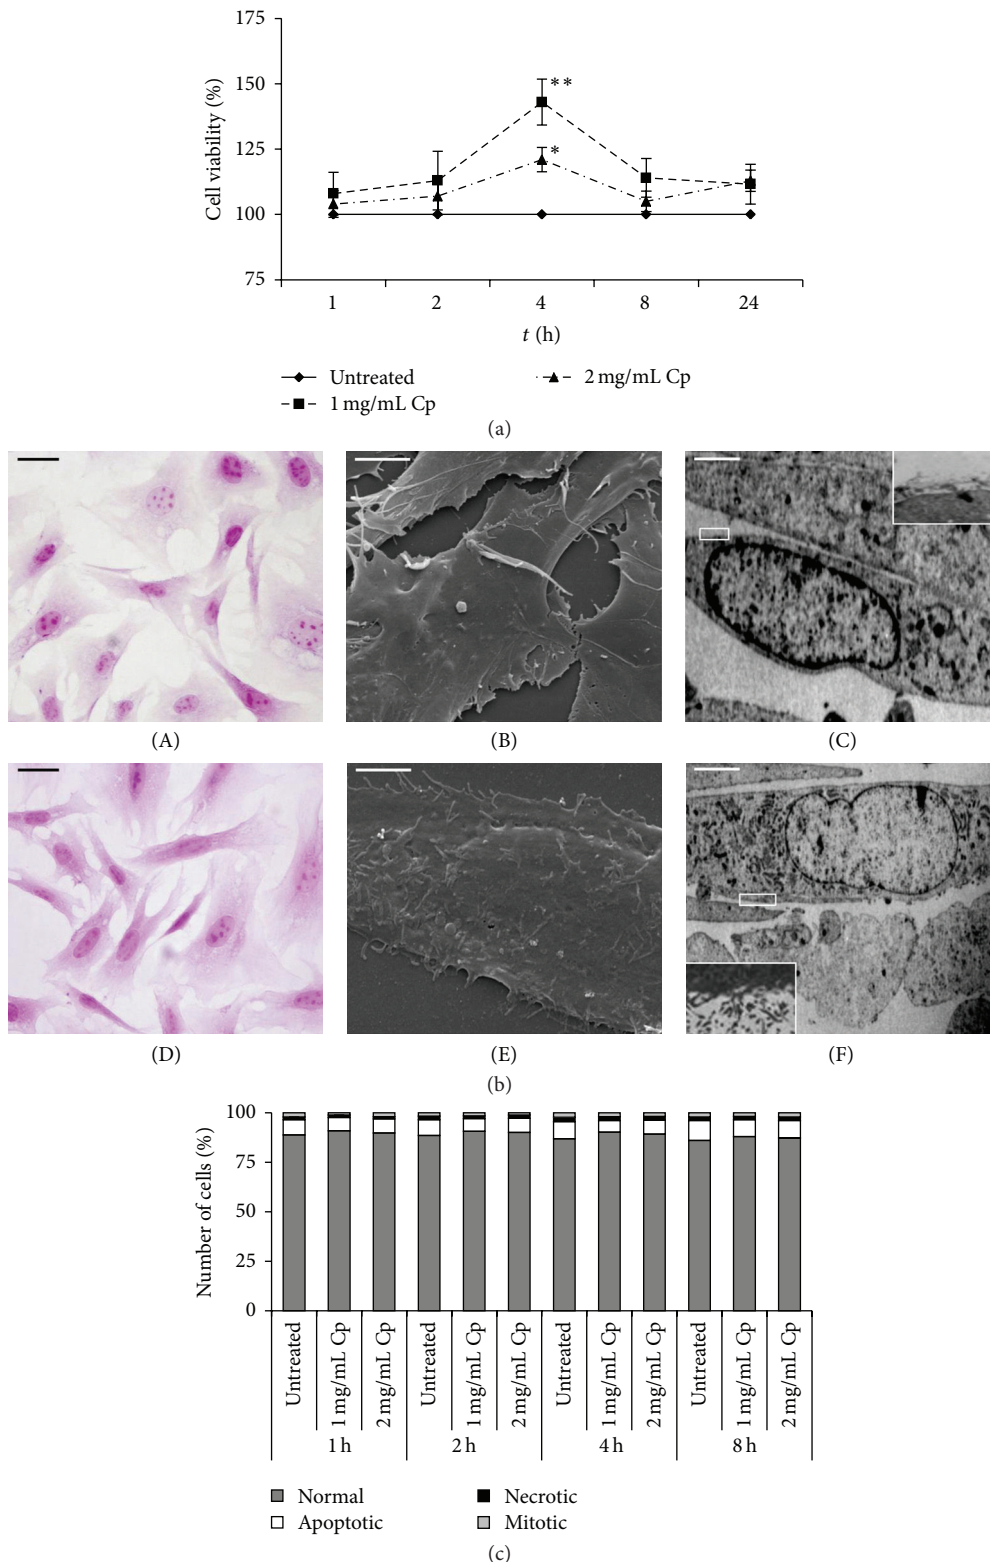 175
150
125
100
75
Cell viability (%)
**
*
1 2 4 8 24
t (h)
Untreated
2 mg/mL Cp
1 mg/mL Cp
(a)
(A) (B) (C)
(D) (E) (F)
(b)
100
75
50
25
0
Number of cells (%)
Untreated
1 mg/mL Cp
2 mg/mL Cp
Untreated
1 mg/mL Cp
2 mg/mL Cp
Untreated
1 mg/mL Cp
2 mg/mL Cp
Untreated
1 mg/mL Cp
2 mg/mL Cp
1 h 2 h 4 h 8 h
Normal
Necrotic
Apoptotic
Mitotic
(c)